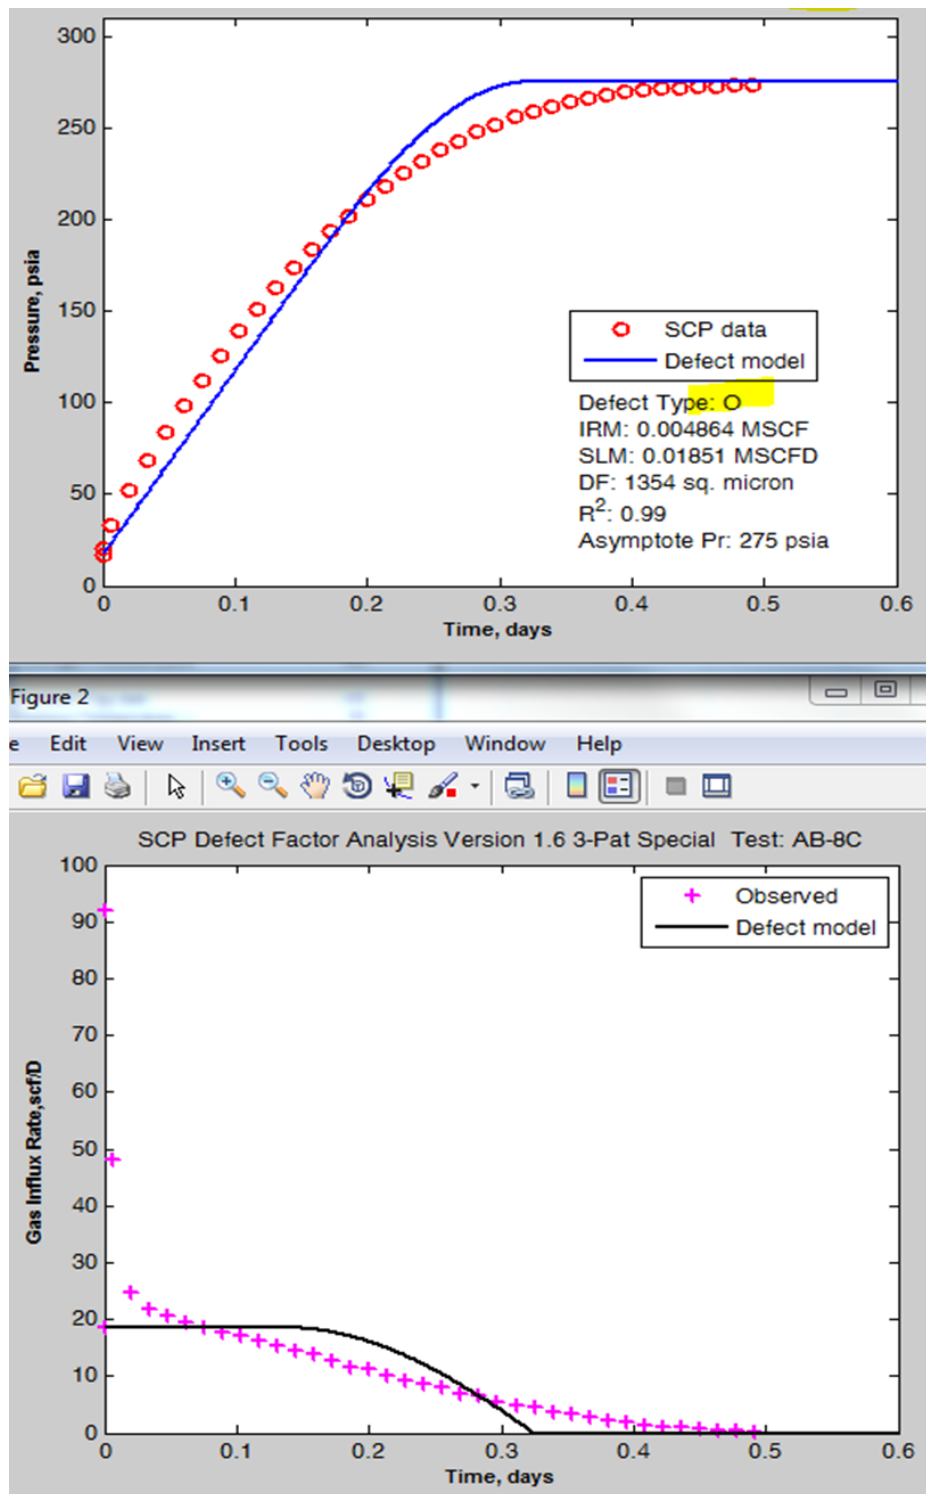 300
250
200
150
100
50
0
Pressure, psia
SCP data
Defect model
Defect Type: O
IRM: 0.004864 MSCF
SLM: 0.01851 MSCFD
DF: 1354 sq. micron
R2: 0.99
Asymptote Pr: 275 psia
0 0.1 0.2 0.3 0.4 0.5 0.6
Time, days
Figure 2
e Edit View Insert Tools Desktop Window Help
SCP Defect Factor Analysis Version 1.6 3-Pat Special Test: AB-8C
100
90
80
70
60
50
40
30
20
10
0
Gas Influx Rate,scf/D
Observed
Defect model
0 0.1 0.2 0.3 0.4 0.5 0.6
Time, days